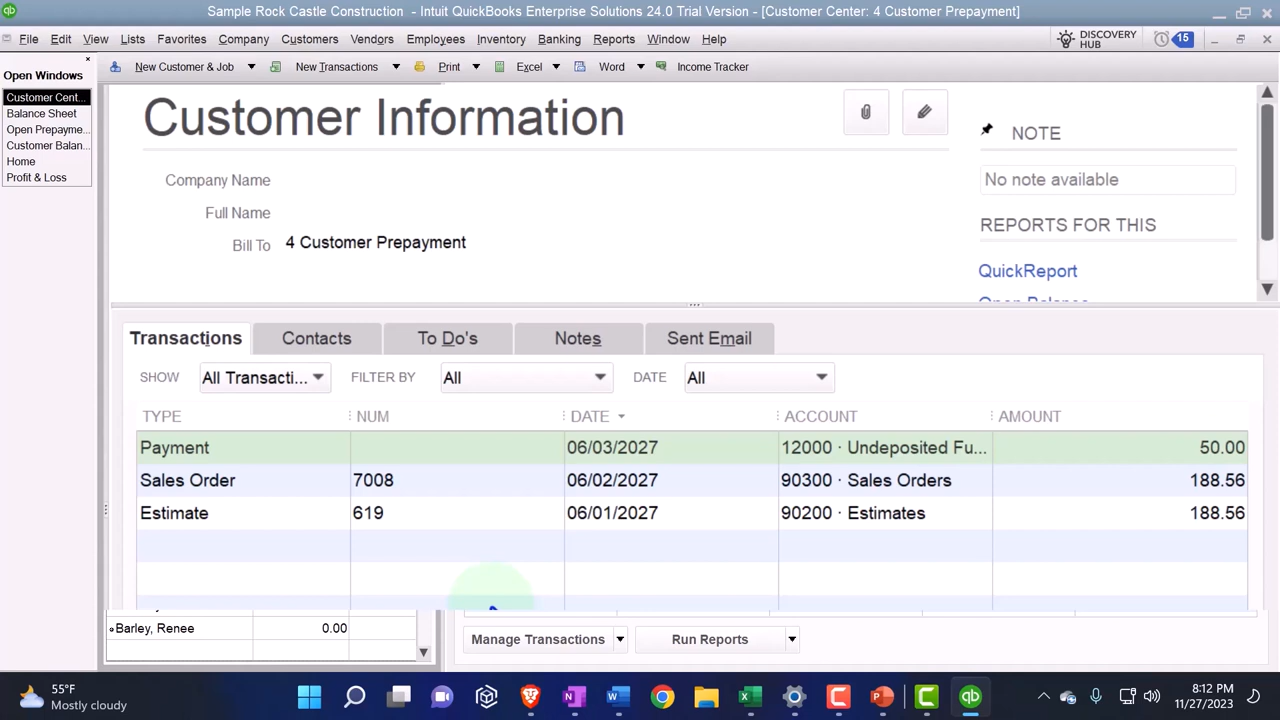 Sample Rock Castle Construction - Intuit QuickBooks Enterprise Solutions 24.0 Trial Version - [Customer Center: 4 Customer Prepayment]
File Edit View Lists Favorites Company Customers Vendors Employees Inventory Banking Reports Window Help
DISCOVERY HUB 15
Open Windows
New Customer & Job New Transactions Print Excel Word Income Tracker
Customer Cent...
Balance Sheet
Open Prepayme...
Customer Balan...
Home
Profit & Loss
Customer Information
NOTE
Company Name
No note available
Full Name
REPORTS FOR THIS
Bill To 4 Customer Prepayment
QuickReport
Open Balance
Transactions Contacts To Do's Notes Sent Email
SHOW All Transacti... FILTER BY All DATE All
TYPE NUM DATE ACCOUNT AMOUNT
Payment 06/03/2027 12000 · Undeposited Fu... 50.00
Sales Order 7008 06/02/2027 90300 · Sales Orders 188.56
Estimate 619 06/01/2027 90200 · Estimates 188.56
Barley, Renee 0.00
Manage Transactions Run Reports
55°F
Mostly cloudy
8:12 PM
11/27/2023